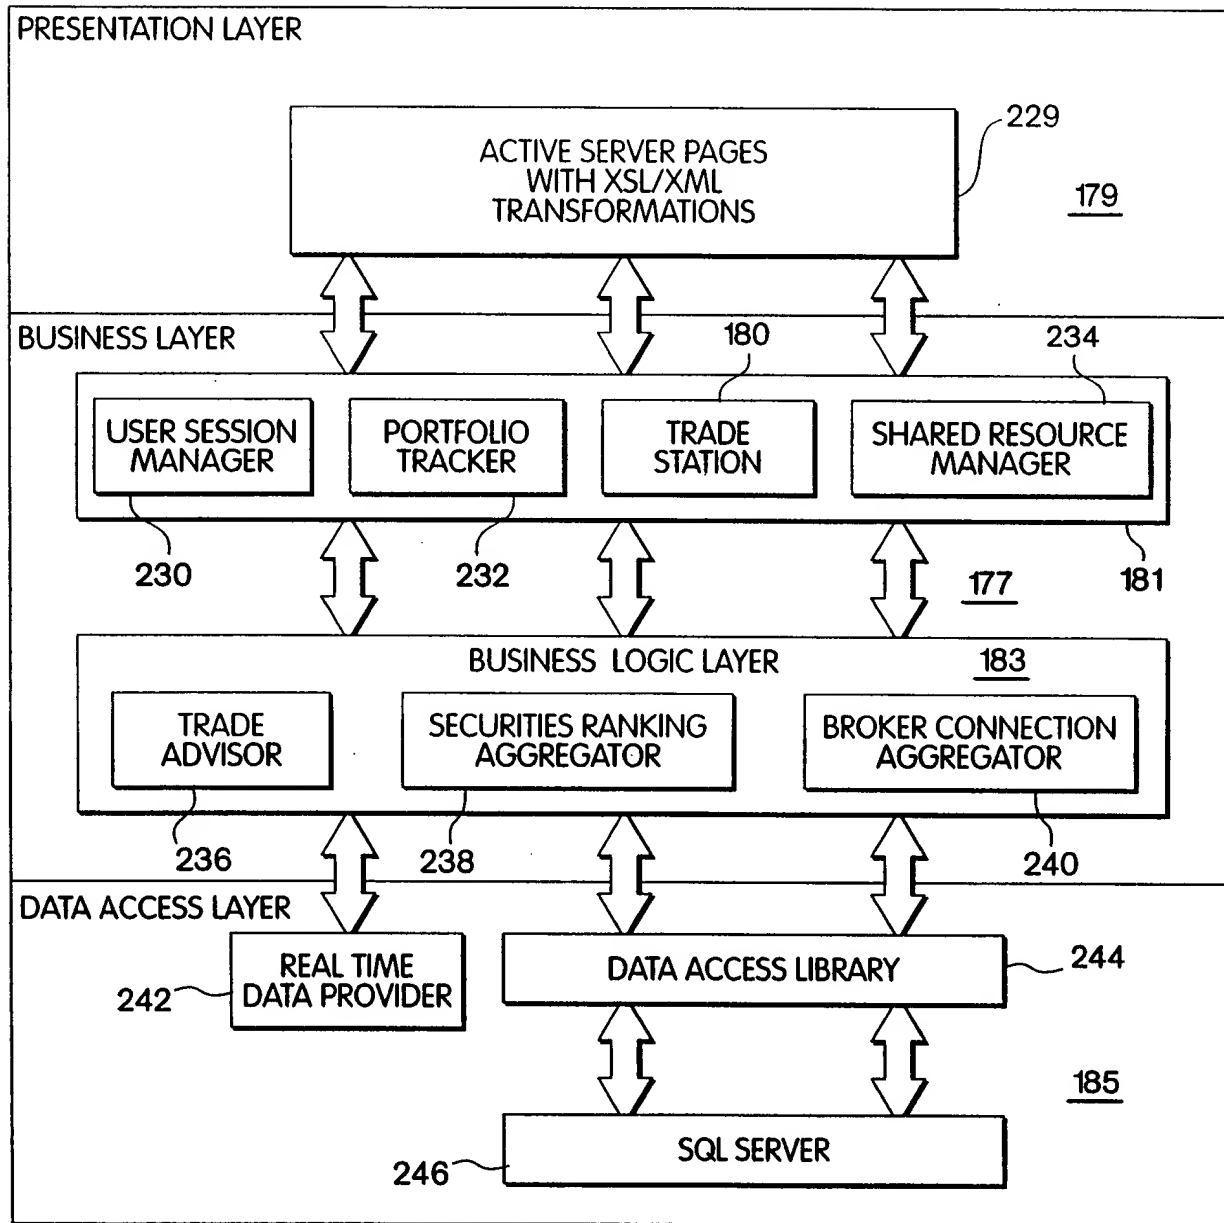 PRESENTATION LAYER
229
ACTIVE SERVER PAGES
WITH XSL/XML
TRANSFORMATIONS
179
BUSINESS LAYER
180
234
USER SESSION
MANAGER
PORTFOLIO
TRACKER
TRADE
STATION
SHARED RESOURCE
MANAGER
230
232
177
181
BUSINESS LOGIC LAYER
183
TRADE
ADVISOR
SECURITIES RANKING
AGGREGATOR
BROKER CONNECTION
AGGREGATOR
236
238
240
DATA ACCESS LAYER
REAL TIME
DATA PROVIDER
242
DATA ACCESS LIBRARY
244
185
SQL SERVER
246